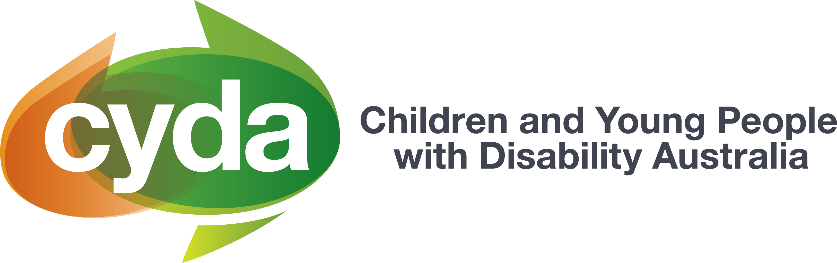 cyda
Children and Young People
with Disability Australia